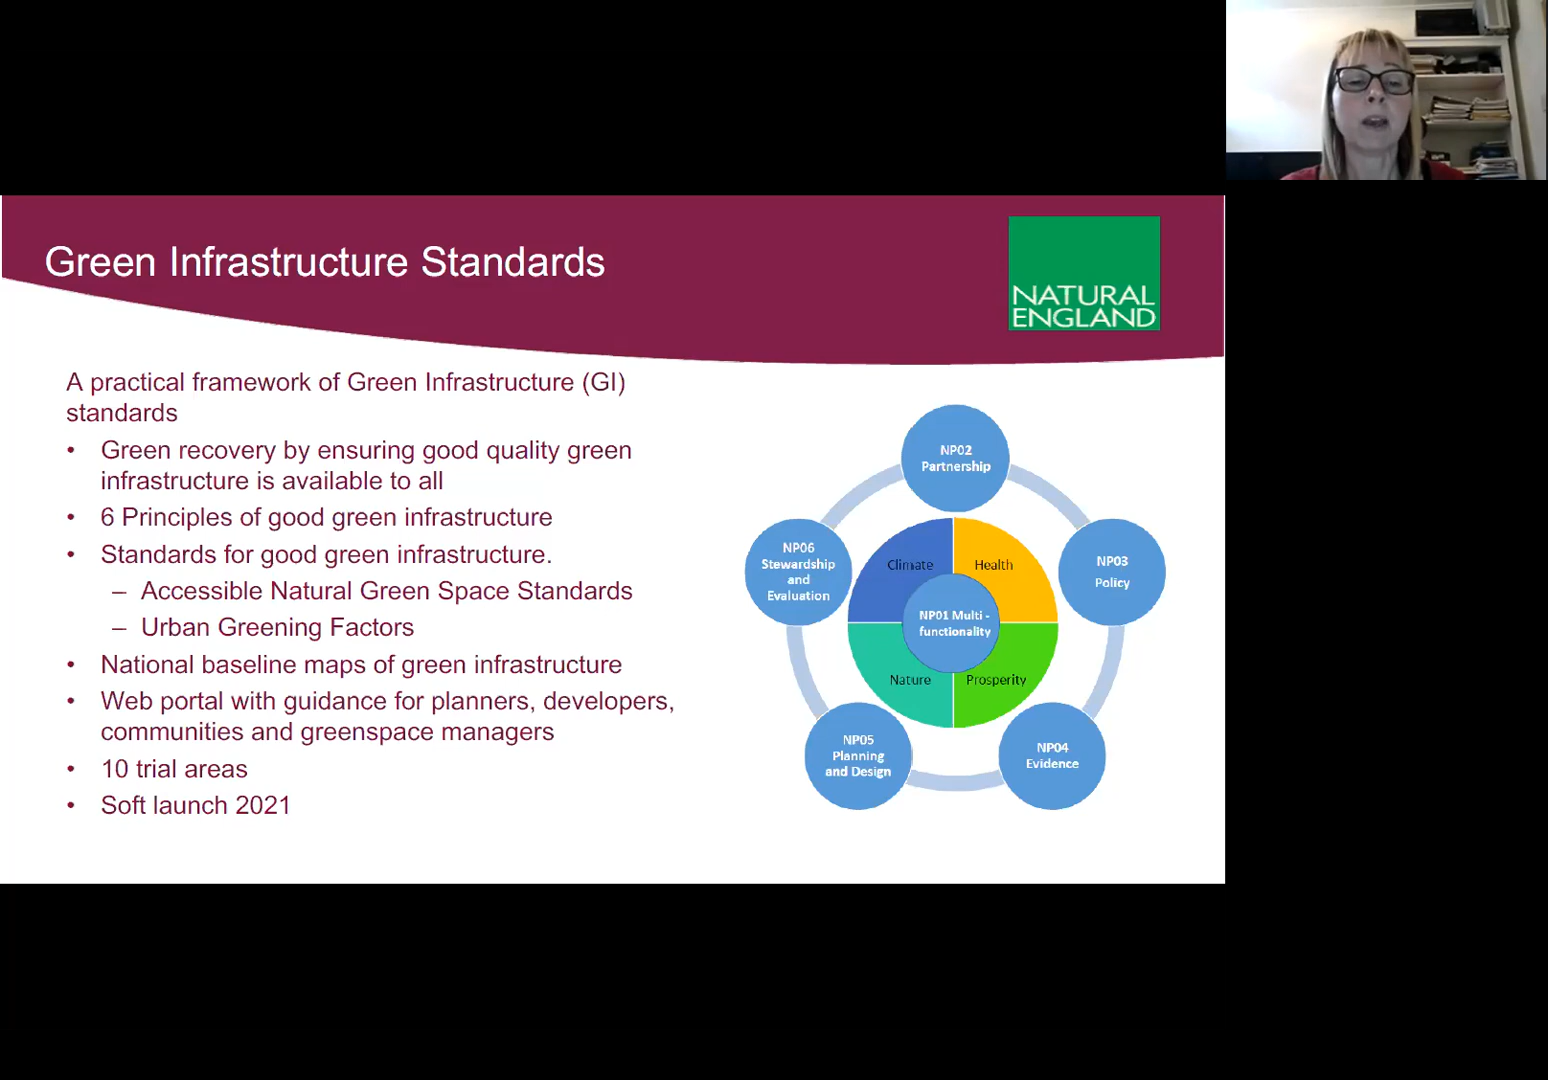 Green Infrastructure Standards
NATURAL
ENGLAND
A practical framework of Green Infrastructure (GI)
standards
• Green recovery by ensuring good quality green
infrastructure is available to all
• 6 Principles of good green infrastructure
• Standards for good green infrastructure.
– Accessible Natural Green Space Standards
– Urban Greening Factors
• National baseline maps of green infrastructure
• Web portal with guidance for planners, developers,
communities and greenspace managers
• 10 trial areas
• Soft launch 2021
NP02
Partnership
NP03
Policy
NP04
Evidence
NP05
Planning
and Design
NP06
Stewardship
and
Evaluation
Climate
Health
NP01 Multi -
functionality
Nature
Prosperity